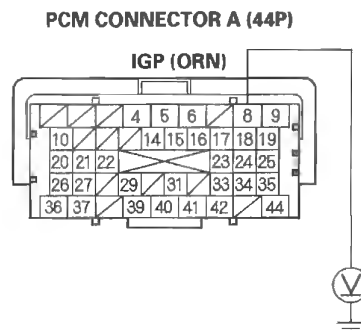 PCM CONNECTOR A (44P)
IGP (ORN)
4 5 6 8 9
10 14 15 16 17 18 19
20 21 22 23 24 25
26 27 29 31 33 34 35
36 37 39 40 41 42 44
V